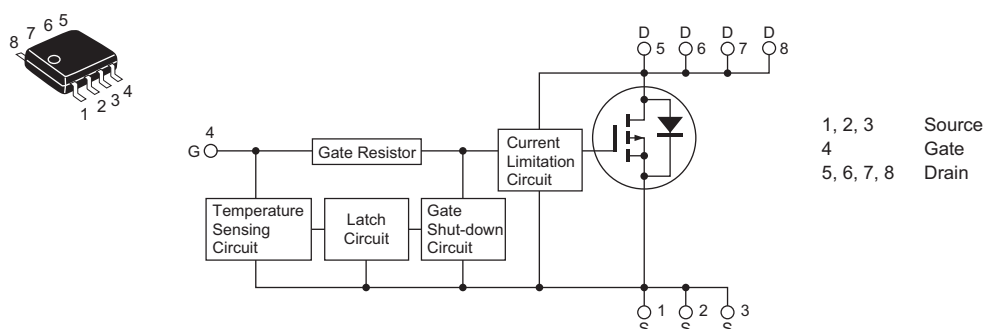 8 7 6 5
1 2 3 4
D D D D
5 6 7 8
4
G
Gate Resistor
Current
Limitation
Circuit
Temperature
Sensing
Circuit
Latch
Circuit
Gate
Shut-down
Circuit
1 2 3
S S S
1, 2, 3 Source
4 Gate
5, 6, 7, 8 Drain